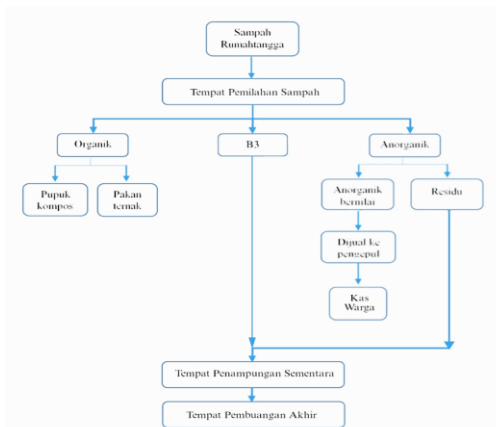 Sampah
Rumahtangga
Tempat Pemilahan Sampah
Organik
B3
Anorganik
Pupuk
kompos
Pakan
ternak
Anorganik
bernilai
Residu
Dijual ke
pengepul
Kas
Warga
Tempat Penampungan Sementara
Tempat Pembuangan Akhir